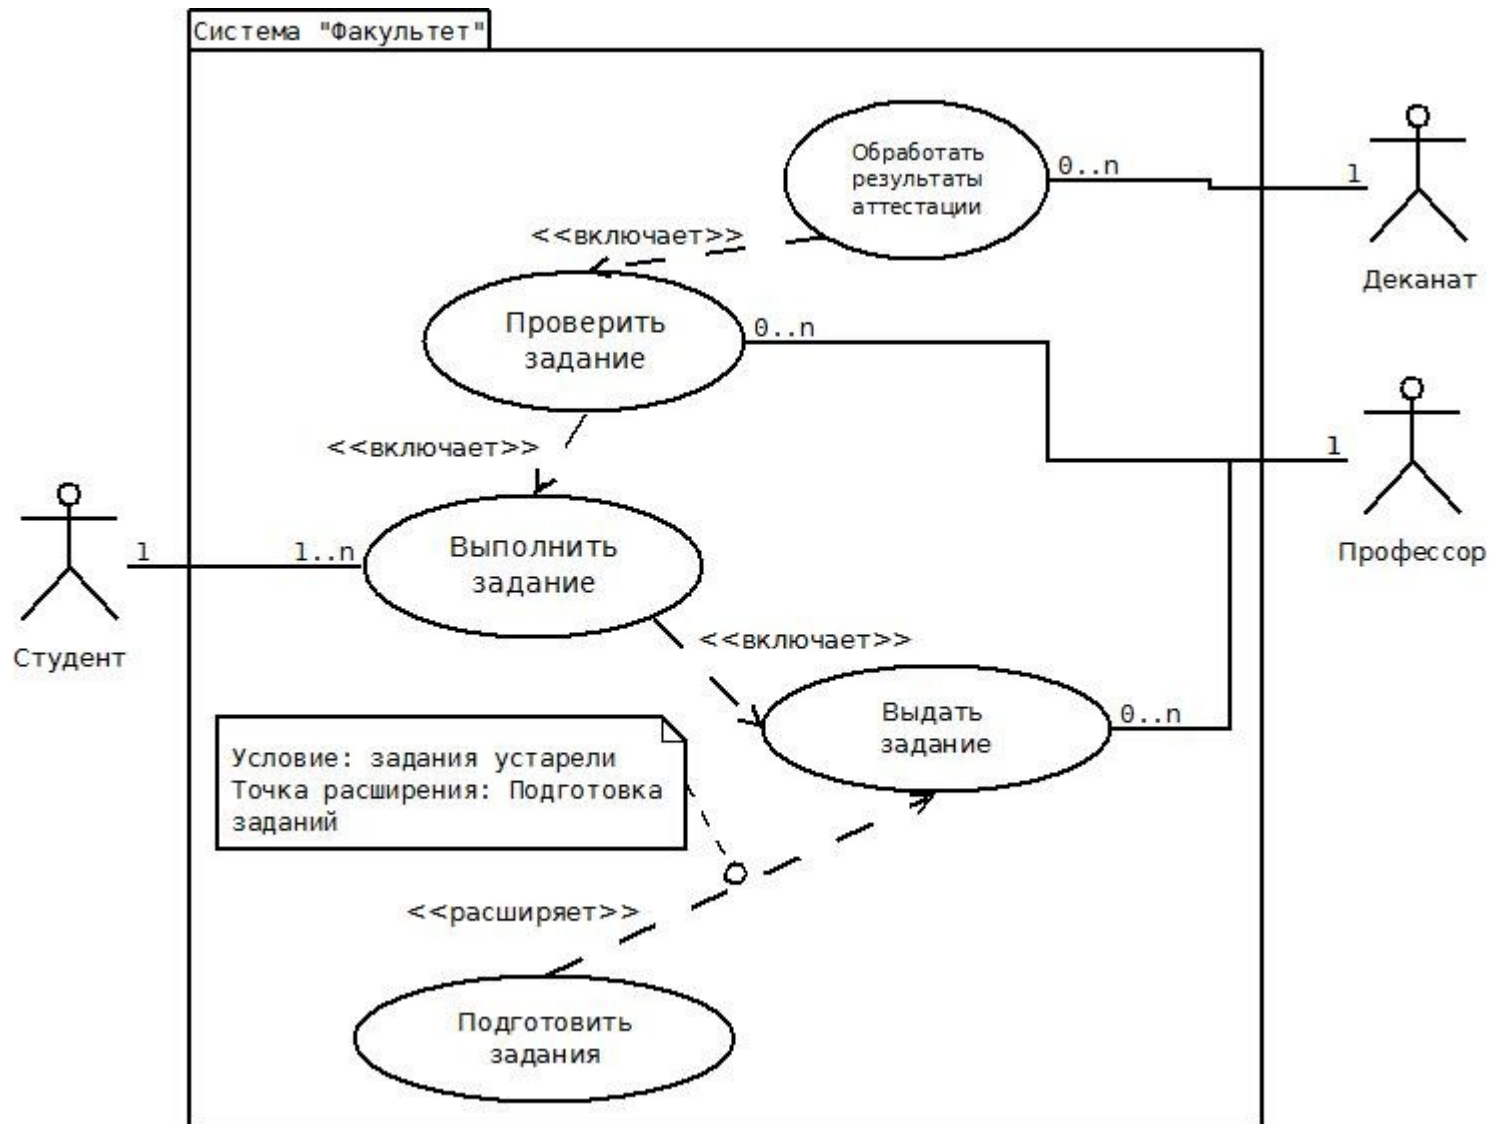 Система "Факультет"
Обработать
результаты
аттестации
0..n
1
Деканат
<<включает>>
Проверить
задание
0..n
1
Профессор
<<включает>>
Выполнить
задание
1
1..n
Студент
<<включает>>
Выдать
задание
0..n
Условие: задания устарели
Точка расширения: Подготовка
заданий
<<расширяет>>
Подготовить
задания